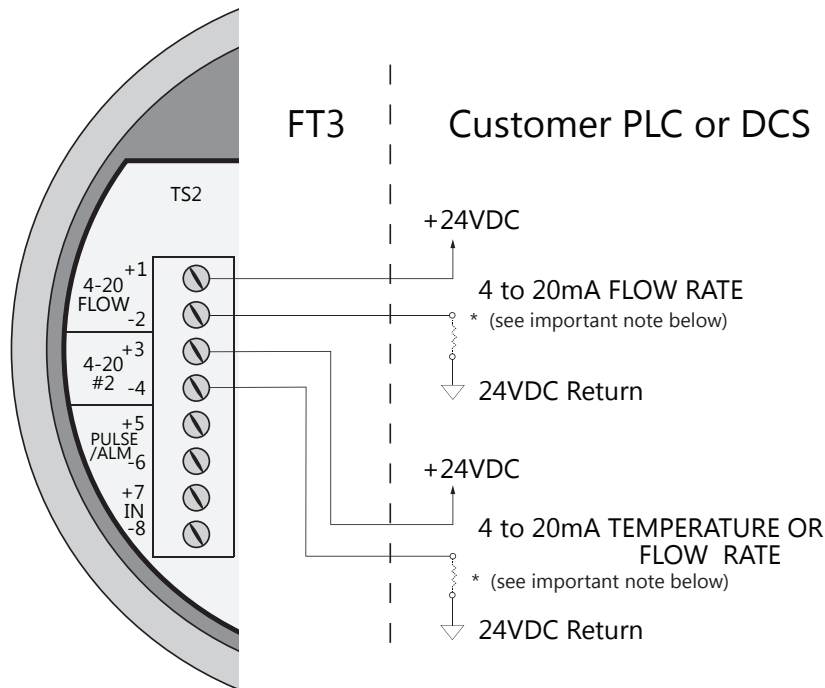 FT3
Customer PLC or DCS
TS2
+1
4-20
FLOW
-2
+3
4-20
#2
-4
+5
PULSE
/ALM
-6
+7
IN
-8
+24VDC
4 to 20mA FLOW RATE
* (see important note below)
24VDC Return
+24VDC
4 to 20mA TEMPERATURE OR
FLOW RATE
* (see important note below)
24VDC Return